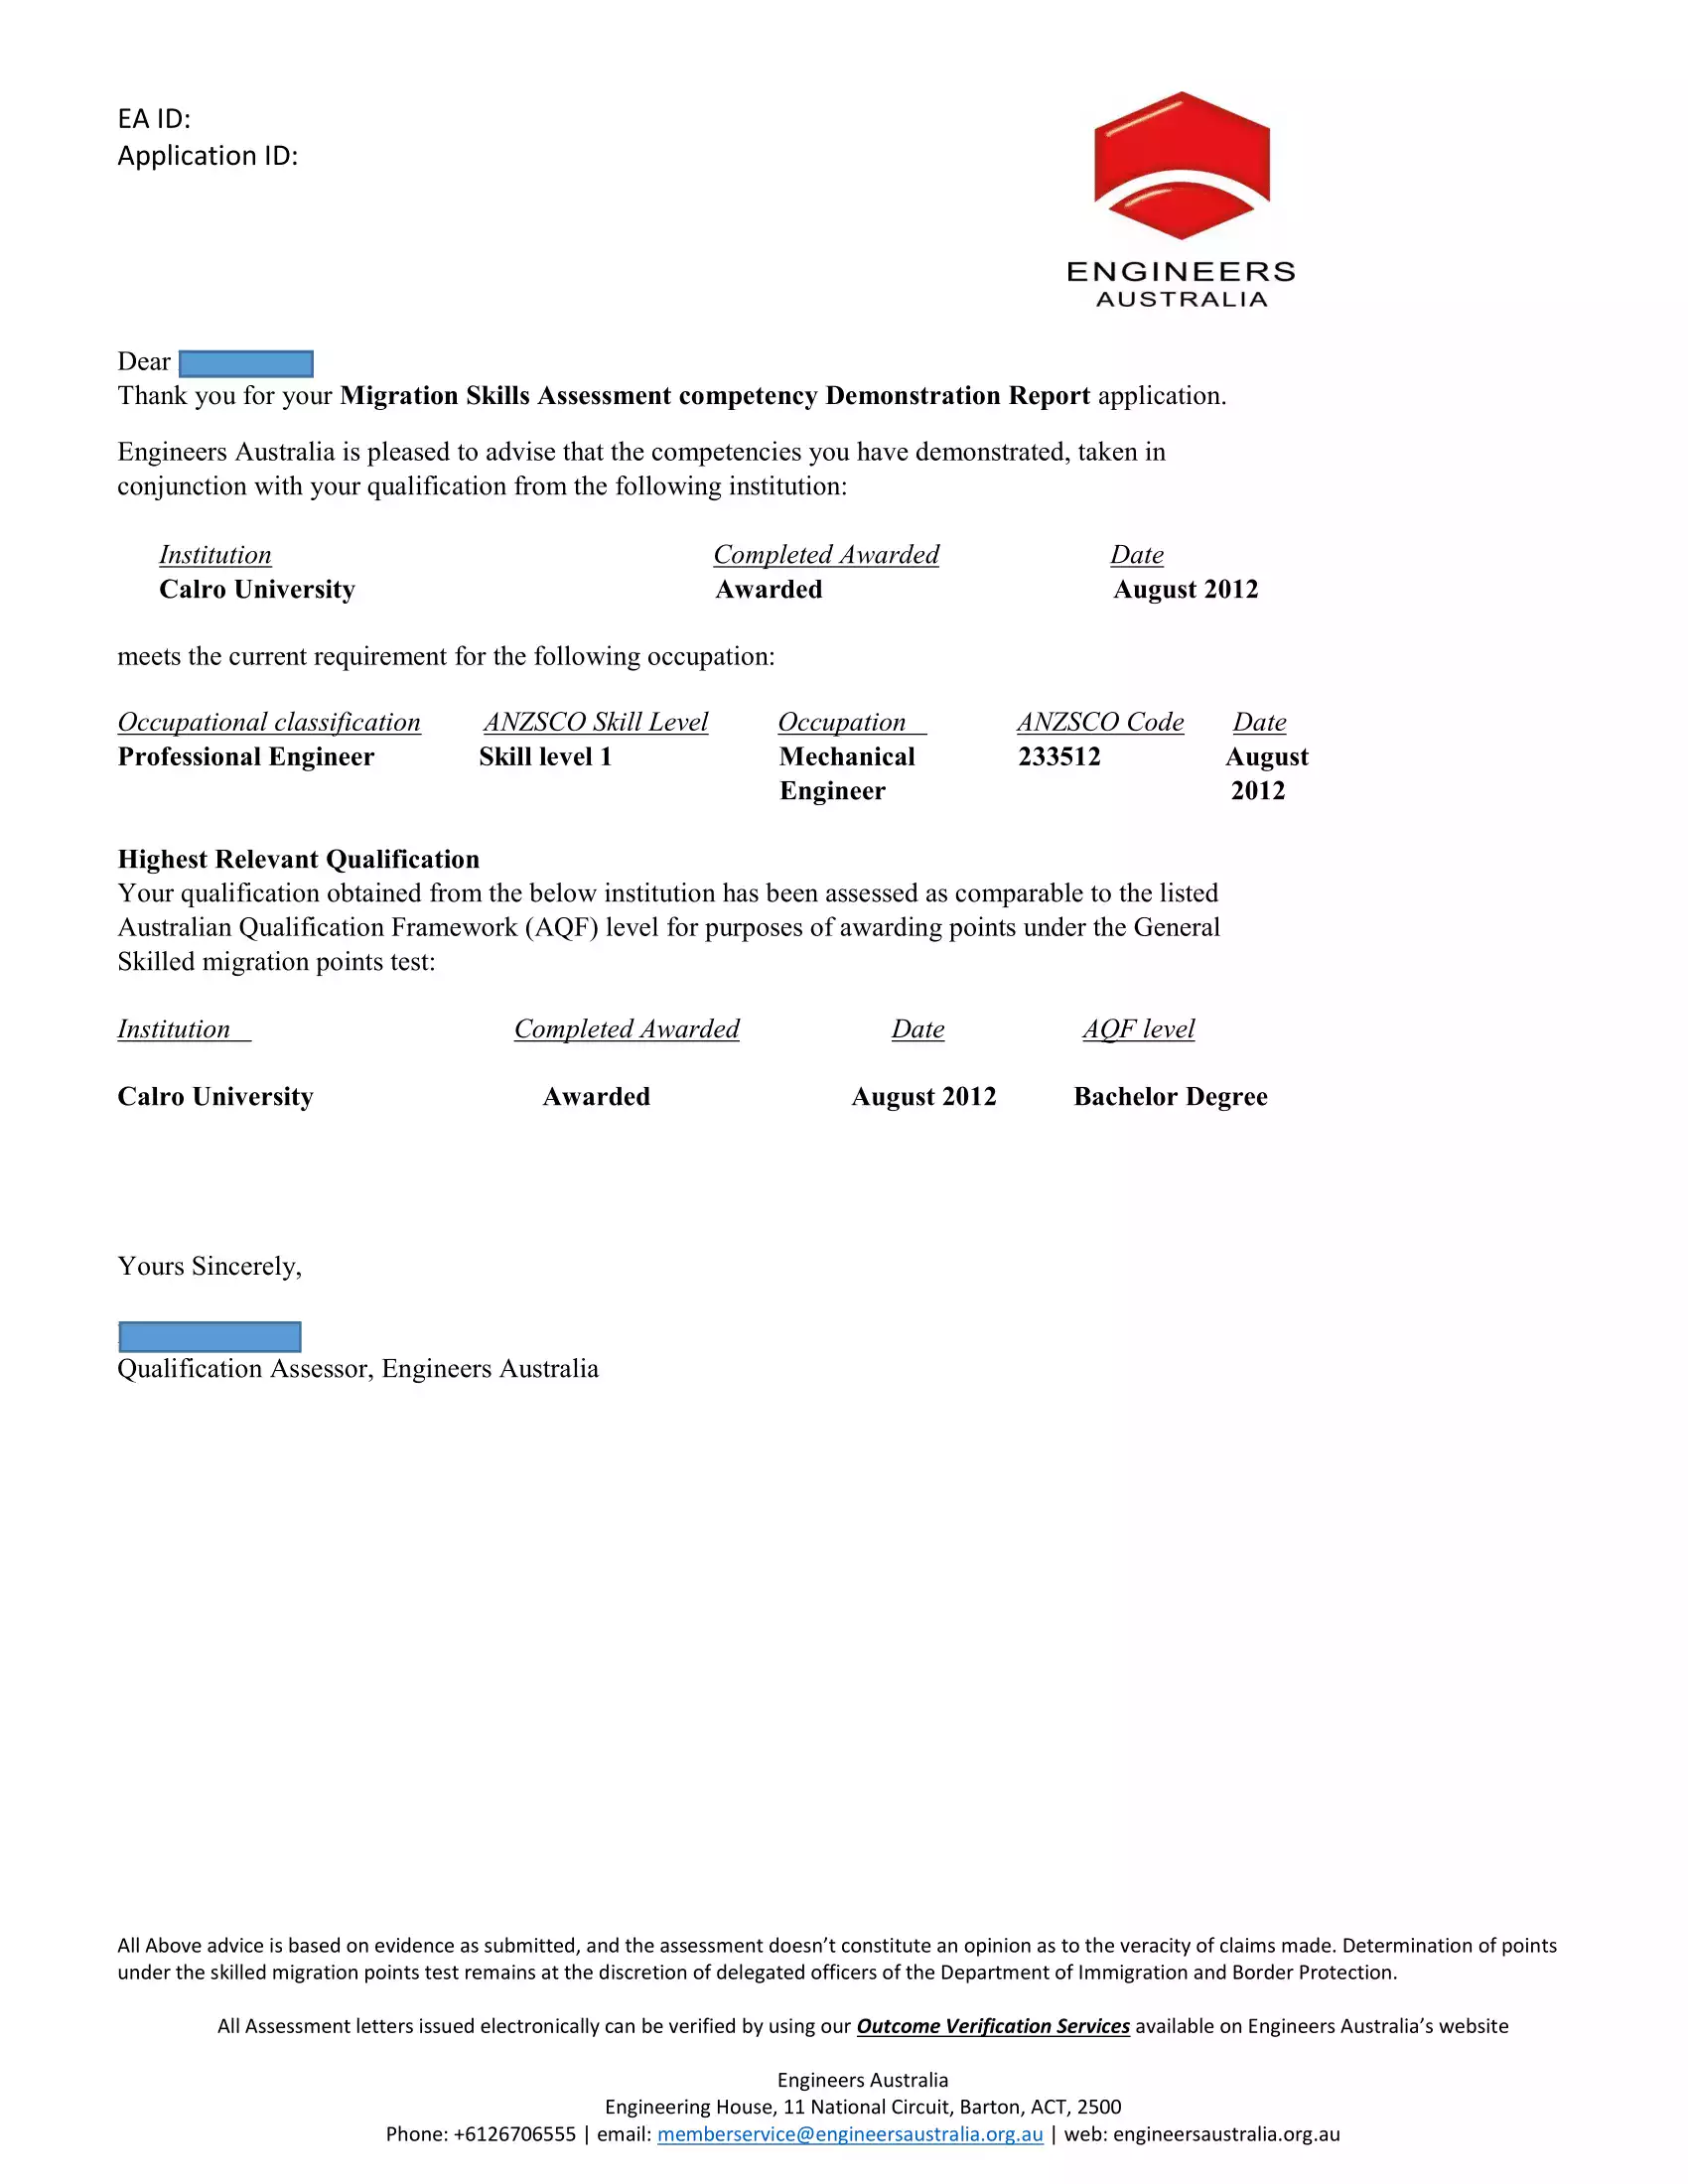 EA ID:
Application ID:
ENGINEERS
AUSTRALIA
Dear
Thank you for your Migration Skills Assessment competency Demonstration Report application.
Engineers Australia is pleased to advise that the competencies you have demonstrated, taken in
conjunction with your qualification from the following institution:
Institution Completed Awarded Date
Calro University Awarded August 2012
meets the current requirement for the following occupation:
Occupational classification ANZSCO Skill Level Occupation ANZSCO Code Date
Professional Engineer Skill level 1 Mechanical 233512 August
Engineer 2012
Highest Relevant Qualification
Your qualification obtained from the below institution has been assessed as comparable to the listed
Australian Qualification Framework (AQF) level for purposes of awarding points under the General
Skilled migration points test:
Institution Completed Awarded Date AQF level
Calro University Awarded August 2012 Bachelor Degree
Yours Sincerely,
Qualification Assessor, Engineers Australia
All Above advice is based on evidence as submitted, and the assessment doesn’t constitute an opinion as to the veracity of claims made. Determination of points
under the skilled migration points test remains at the discretion of delegated officers of the Department of Immigration and Border Protection.
All Assessment letters issued electronically can be verified by using our Outcome Verification Services available on Engineers Australia’s website
Engineers Australia
Engineering House, 11 National Circuit, Barton, ACT, 2500
Phone: +6126706555 | email: memberservice@engineersaustralia.org.au | web: engineersaustralia.org.au